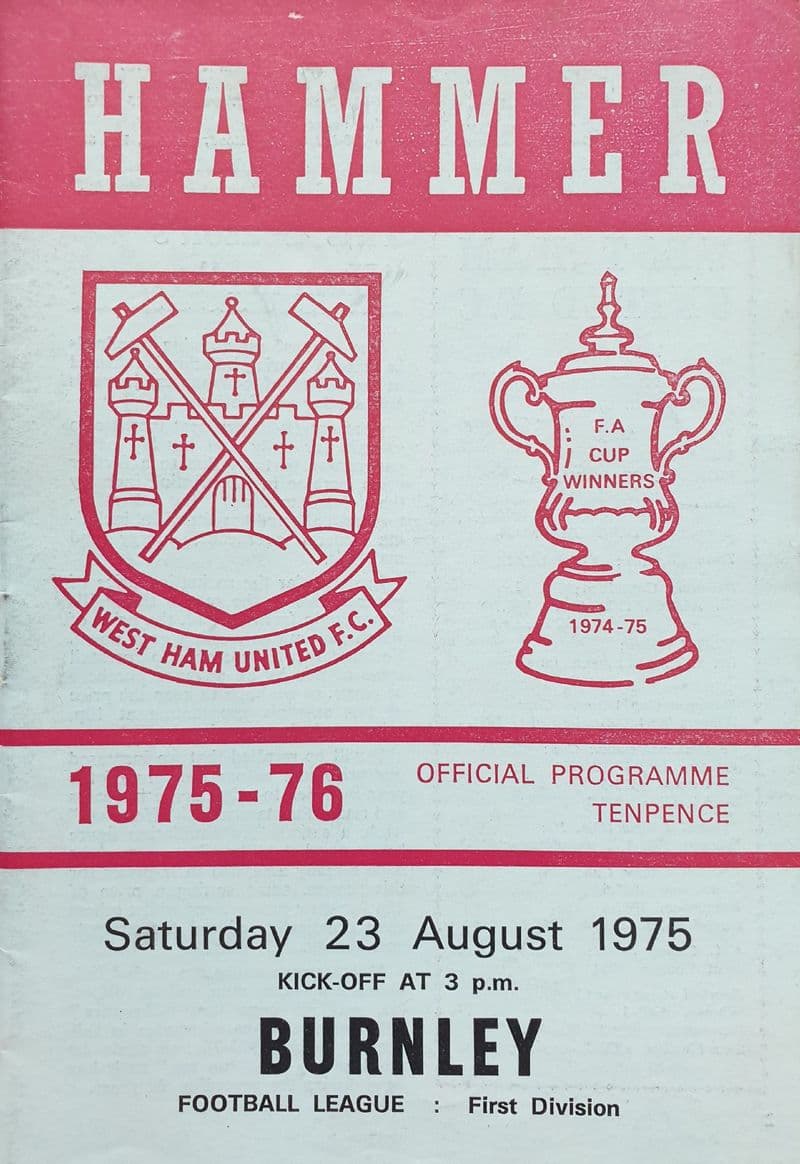 HAMMER
WEST HAM UNITED F.C.
F.A
CUP
WINNERS
1974-75
1975-76
OFFICIAL PROGRAMME
TENPENCE
Saturday 23 August 1975
KICK-OFF AT 3 p.m.
BURNLEY
FOOTBALL LEAGUE : First Division